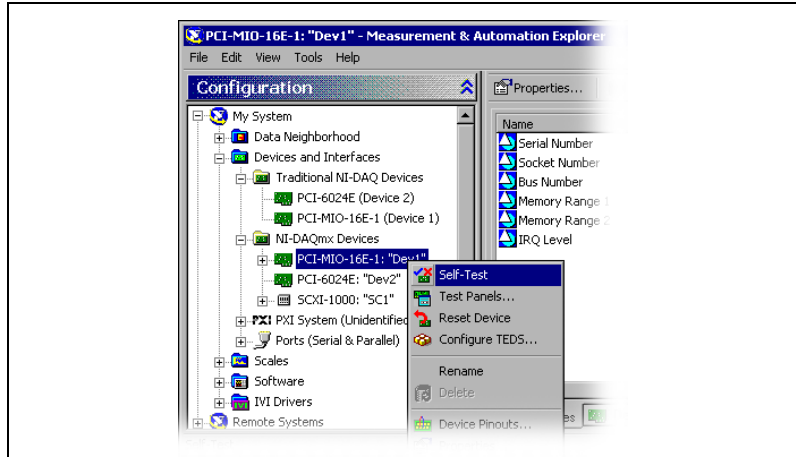 PCI-MIO-16E-1: "Dev1" - Measurement & Automation Explorer
File Edit View Tools Help
Configuration
Properties...
My System
Data Neighborhood
Devices and Interfaces
Traditional NI-DAQ Devices
PCI-6024E (Device 2)
PCI-MIO-16E-1 (Device 1)
NI-DAQmx Devices
PCI-MIO-16E-1: "Dev1"
PCI-6024E: "Dev2"
SCXI-1000: "SC1"
PXI PXI System (Unidentified
Ports (Serial & Parallel)
Scales
Software
IVI Drivers
Remote Systems
Name
Serial Number
Socket Number
Bus Number
Memory Range 1
Memory Range 2
IRQ Level
Self-Test
Test Panels...
Reset Device
Configure TEDS...
Rename
Delete
Device Pinouts...